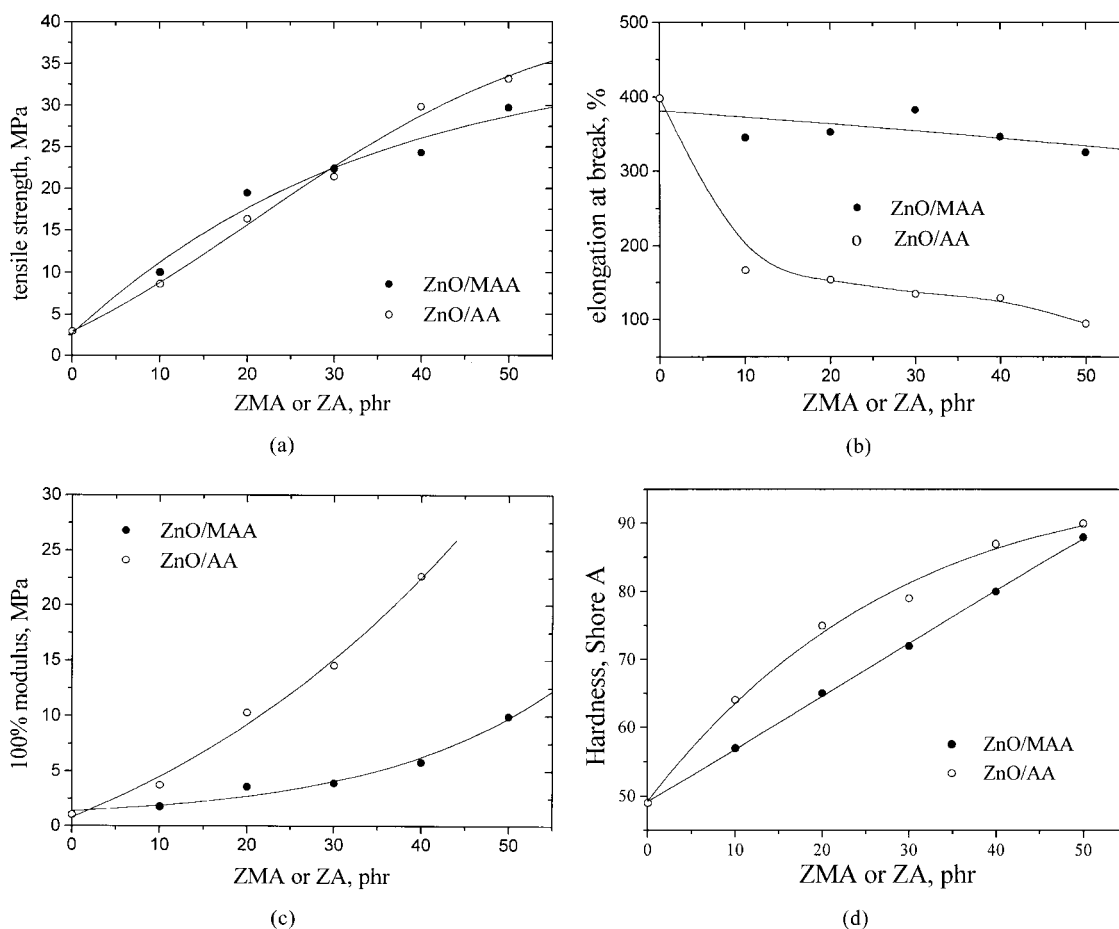 40
35
30
25
20
15
10
5
0
tensile strength, MPa
ZnO/MAA
ZnO/AA
0 10 20 30 40 50
ZMA or ZA, phr
(a)
500
400
300
200
100
elongation at break, %
ZnO/MAA
ZnO/AA
0 10 20 30 40 50
ZMA or ZA, phr
(b)
30
25
20
15
10
5
0
100% modulus, MPa
ZnO/MAA
ZnO/AA
0 10 20 30 40 50
ZMA or ZA, phr
(c)
90
80
70
60
50
Hardness, Shore A
ZnO/MAA
ZnO/AA
0 10 20 30 40 50
ZMA or ZA, phr
(d)